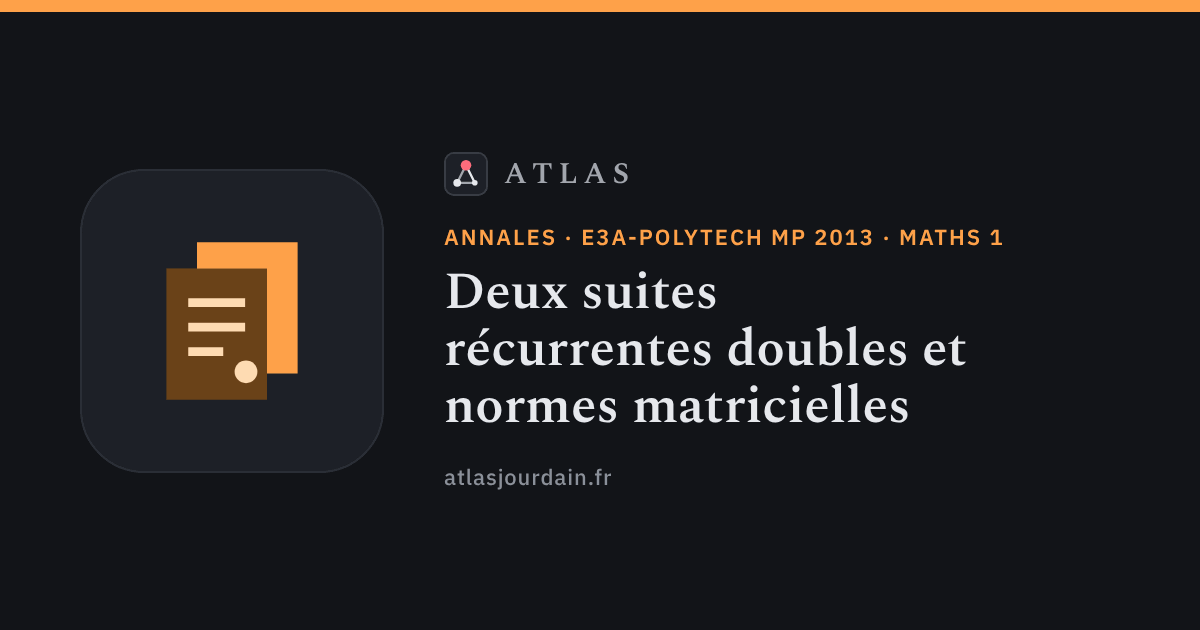 ATLAS
ANNALES · E3A-POLYTECH MP 2013 · MATHS 1
Deux suites
récurrentes doubles et
normes matricielles
atlasjourdain.fr